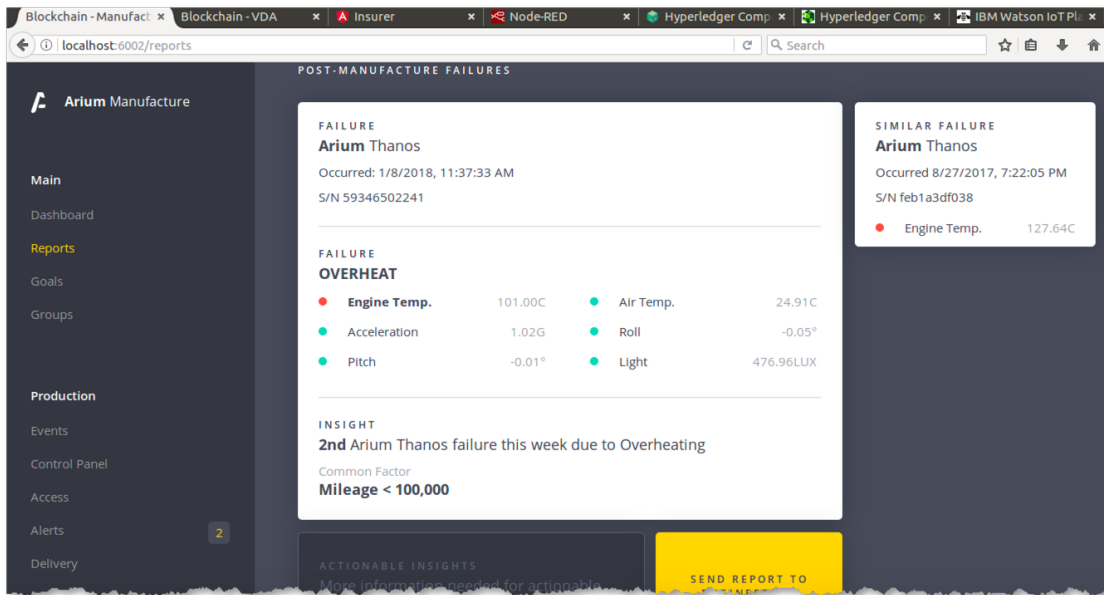 Blockchain - Manufact × Blockchain - VDA × Insurer × Node-RED × Hyperledger Comp × Hyperledger Comp × IBM Watson IoT Pla ×
localhost:6002/reports Search
Arium Manufacture
Main
Dashboard
Reports
Goals
Groups
Production
Events
Control Panel
Access
Alerts 2
Delivery
POST-MANUFACTURE FAILURES
FAILURE
Arium Thanos
Occurred: 1/8/2018, 11:37:33 AM
S/N 59346502241
FAILURE
OVERHEAT
Engine Temp. 101.00C Air Temp. 24.91C
Acceleration 1.02G Roll -0.05°
Pitch -0.01° Light 476.96LUX
INSIGHT
2nd Arium Thanos failure this week due to Overheating
Common Factor
Mileage < 100,000
ACTIONABLE INSIGHTS
More information needed for actionable
SEND REPORT TO
SIMILAR FAILURE
Arium Thanos
Occurred 8/27/2017, 7:22:05 PM
S/N feb1a3df038
Engine Temp. 127.64C